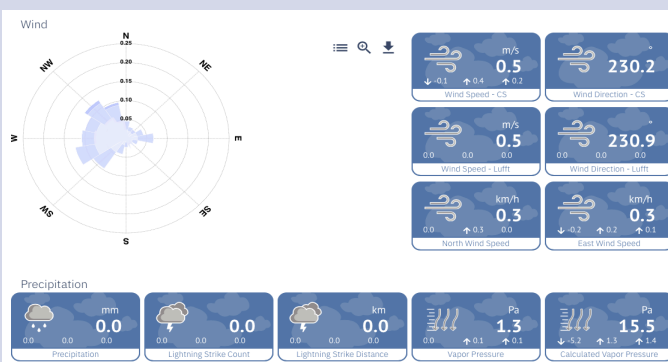 Wind
N
0.25
0.20
0.15
0.10
0.05
NE
E
SE
S
SW
W
NW
m/s
0.5
-0.1 0.4 0.2
Wind Speed - CS
°
230.2
Wind Direction - CS
m/s
0.5
0.0 0.0 0.0
Wind Speed - Lufft
°
230.9
0.0 0.0 0.0
Wind Direction - Lufft
km/h
0.3
0.0 0.3 0.0
North Wind Speed
km/h
0.3
-0.2 0.2 0.1
East Wind Speed
Precipitation
mm
0.0
0.0 0.0 0.0
Precipitation
0.0
0.0 0.0 0.0
Lightning Strike Count
km
0.0
0.0 0.0 0.0
Lightning Strike Distance
Pa
1.3
0.0 0.1 0.1
Vapor Pressure
Pa
15.5
-5.2 1.3 1.4
Calculated Vapor Pressure